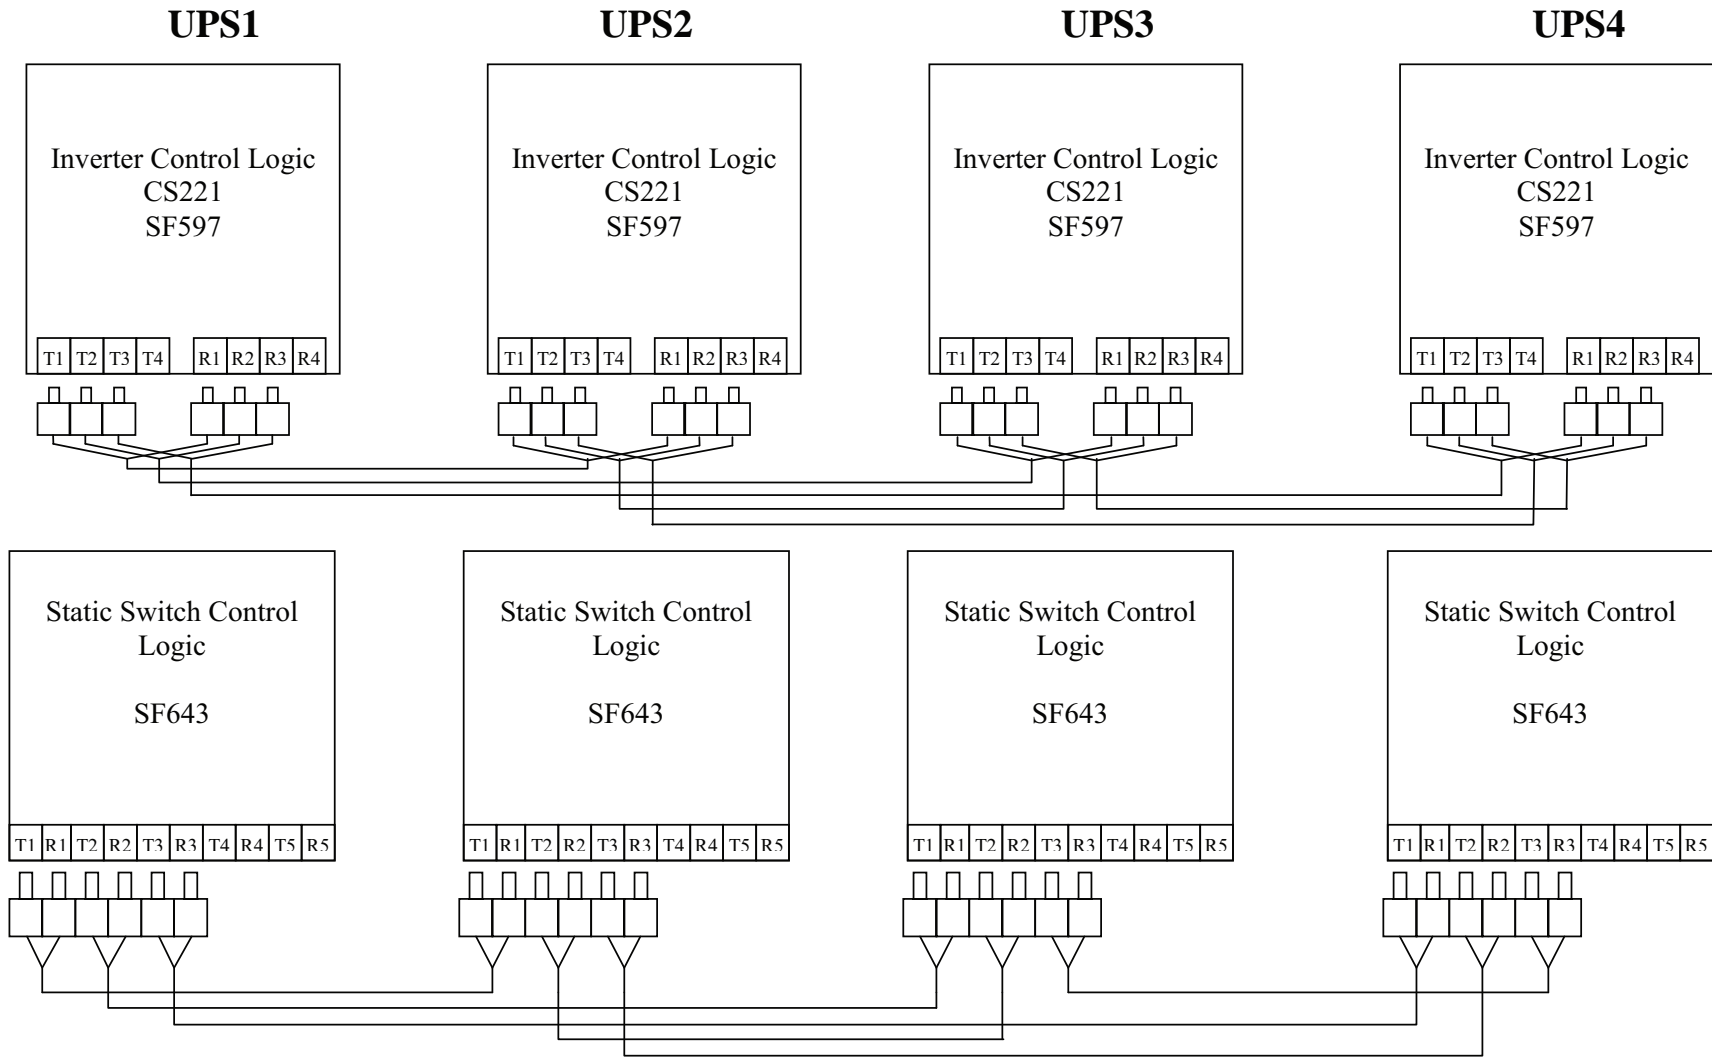 UPS1 UPS2 UPS3 UPS4
Inverter Control Logic
CS221
SF597
Inverter Control Logic
CS221
SF597
Inverter Control Logic
CS221
SF597
Inverter Control Logic
CS221
SF597
T1 T2 T3 T4 R1 R2 R3 R4
T1 T2 T3 T4 R1 R2 R3 R4
T1 T2 T3 T4 R1 R2 R3 R4
T1 T2 T3 T4 R1 R2 R3 R4
Static Switch Control
Logic
SF643
Static Switch Control
Logic
SF643
Static Switch Control
Logic
SF643
Static Switch Control
Logic
SF643
T1 R1 T2 R2 T3 R3 T4 R4 T5 R5
T1 R1 T2 R2 T3 R3 T4 R4 T5 R5
T1 R1 T2 R2 T3 R3 T4 R4 T5 R5
T1 R1 T2 R2 T3 R3 T4 R4 T5 R5